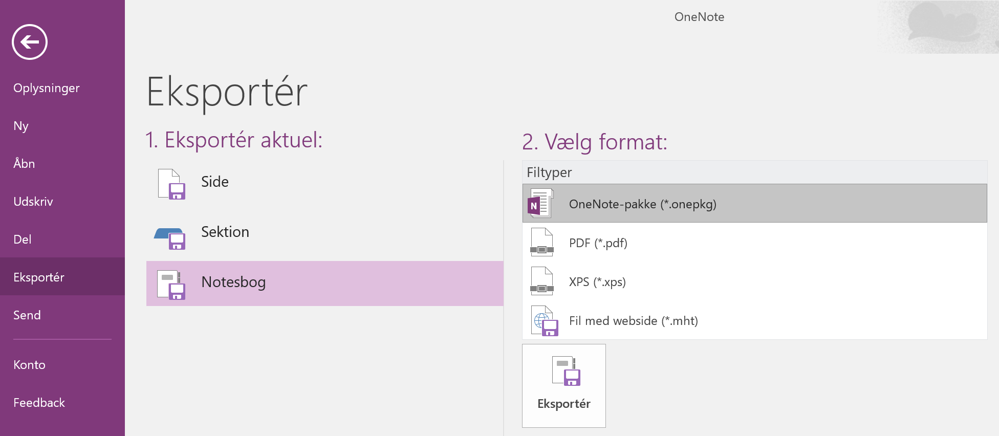 OneNote
Oplysninger
Ny
Åbn
Udskriv
Del
Eksportér
Send
Konto
Feedback
Eksportér
1. Eksportér aktuel:
Side
Sektion
Notesbog
2. Vælg format:
Filtyper
N
OneNote-pakke (*.onepkg)
PDF (*.pdf)
XPS (*.xps)
Fil med webside (*.mht)
Eksportér